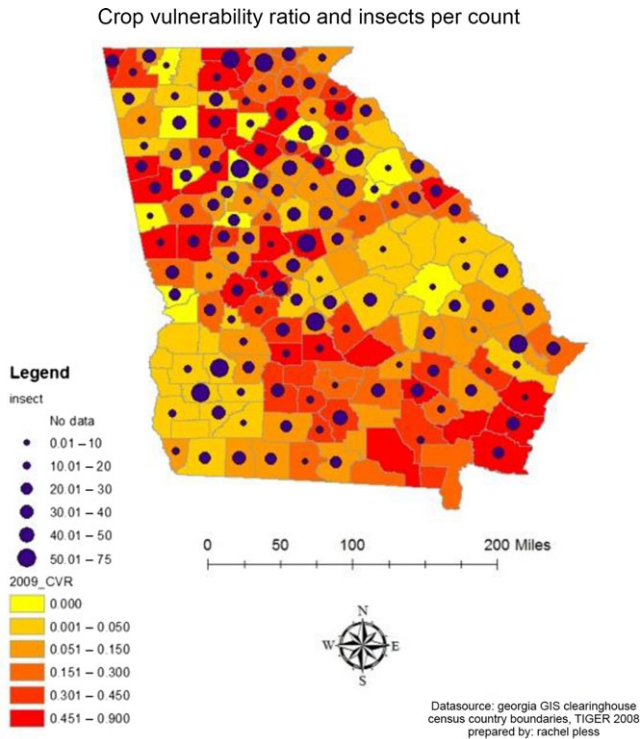 Crop vulnerability ratio and insects per count
Legend
insect
No data
0.01 – 10
10.01 – 20
20.01 – 30
30.01 – 40
40.01 – 50
50.01 – 75
2009_CVR
0.000
0.001 – 0.050
0.051 – 0.150
0.151 – 0.300
0.301 – 0.450
0.451 – 0.900
0 50 100 200 Miles
N
W E
S
Datasource: georgia GIS clearinghouse
census country boundaries, TIGER 2008
prepared by: rachel pless